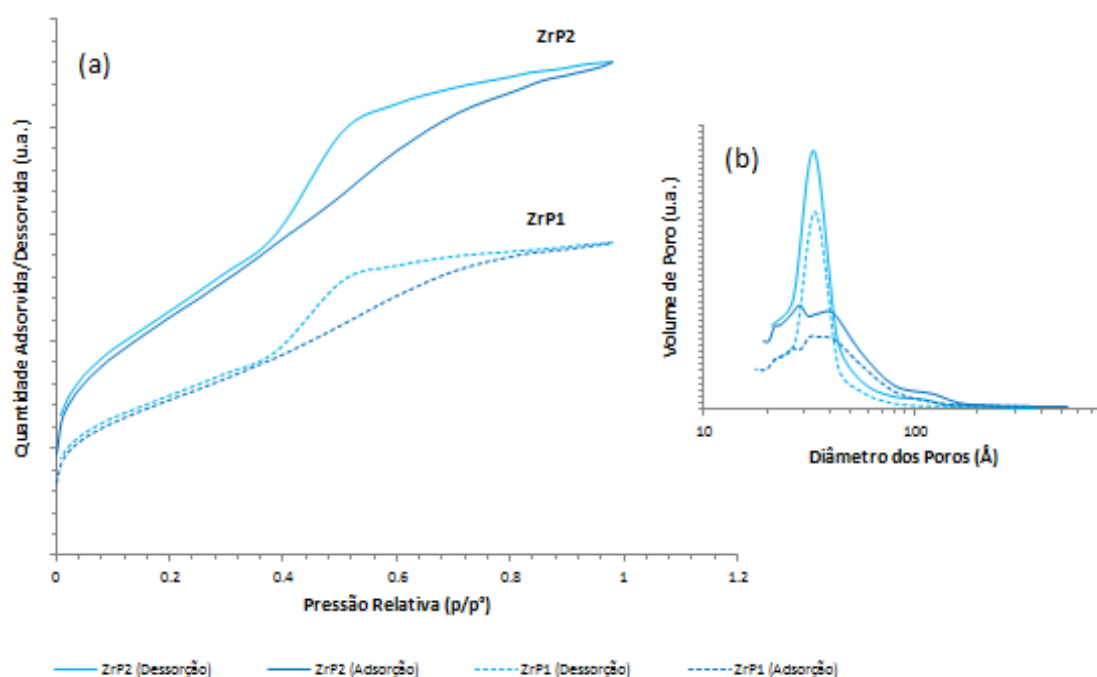 ZrP2
(a)
Quantidade Adsorvida/Dessorvida (u.a.)
ZrP1
0
0.2
0.4
0.6
0.8
1
1.2
Pressão Relativa (p/p°)
(b)
Volume de Poro (u.a.)
10
100
Diâmetro dos Poros (Å)
ZrP2 (Dessorção)
ZrP2 (Adsorção)
ZrP1 (Dessorção)
ZrP1 (Adsorção)